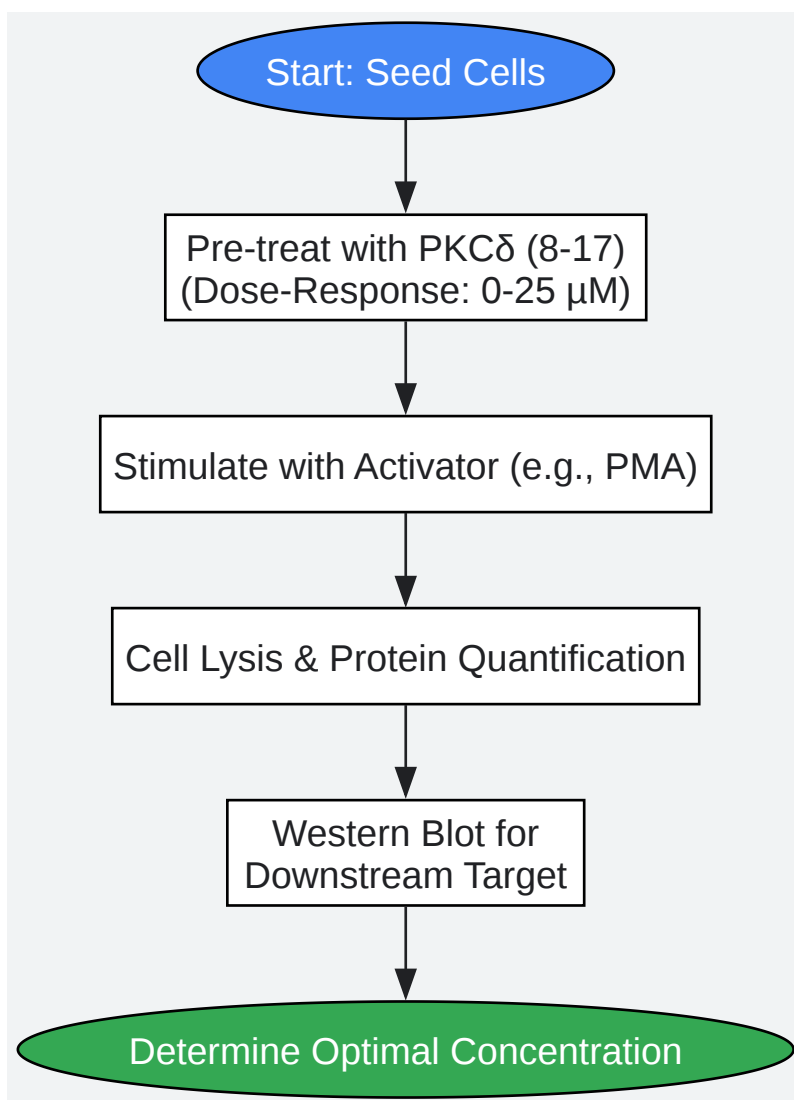 Start: Seed Cells
Pre-treat with PKCδ (8-17)
(Dose-Response: 0-25 µM)
Stimulate with Activator (e.g., PMA)
Cell Lysis & Protein Quantification
Western Blot for
Downstream Target
Determine Optimal Concentration